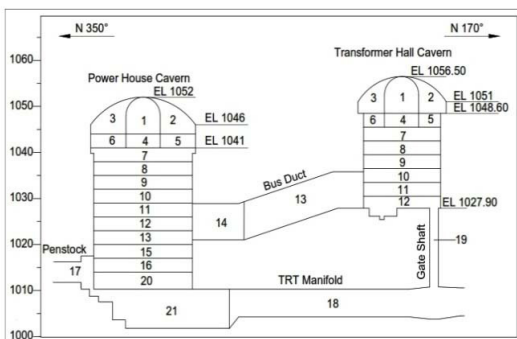 N 350°
N 170°
Transformer Hall Cavern
EL 1056.50
Power House Cavern
EL 1052
3 1 2
EL 1051
EL 1048.60
3 1 2
EL 1046
6 4 5
6 4 5
EL 1041
7
8
9
10
11
12
13
15
16
20
7
8
9
10
11
12
EL 1027.90
Bus Duct
14
13
Penstock
17
TRT Manifold
Gate Shaft
19
21
18
1060
1050
1040
1030
1020
1010
1000